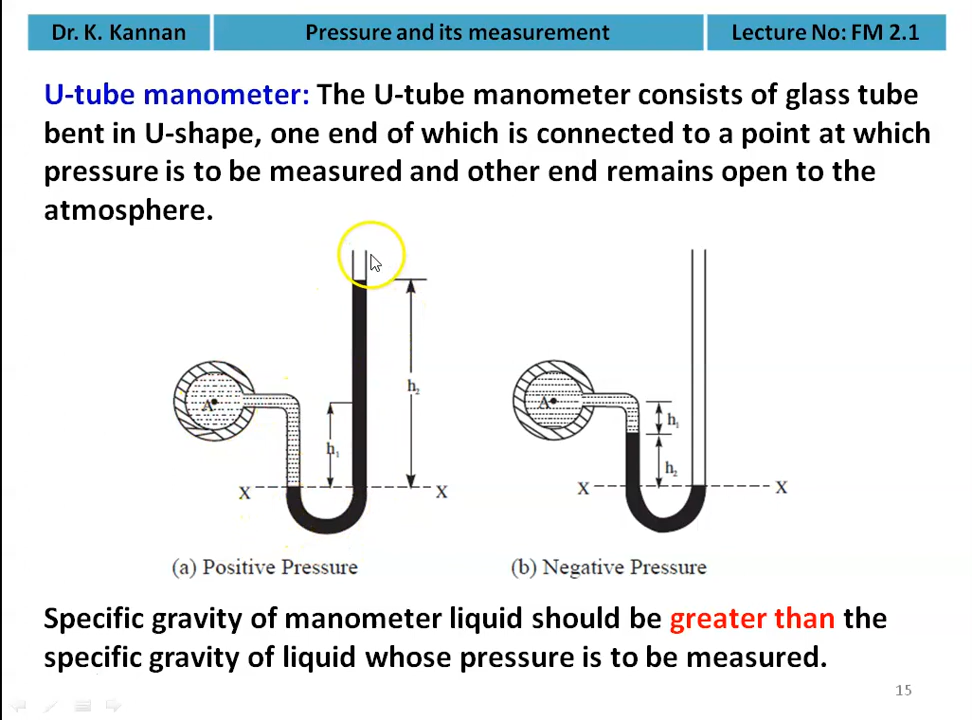 Dr. K. Kannan
Pressure and its measurement
Lecture No: FM 2.1
U-tube manometer: The U-tube manometer consists of glass tube
bent in U-shape, one end of which is connected to a point at which
pressure is to be measured and other end remains open to the
atmosphere.
A
h₂
h₁
X
X
(a) Positive Pressure
A
h₁
h₂
X
X
(b) Negative Pressure
Specific gravity of manometer liquid should be greater than the
specific gravity of liquid whose pressure is to be measured.
15